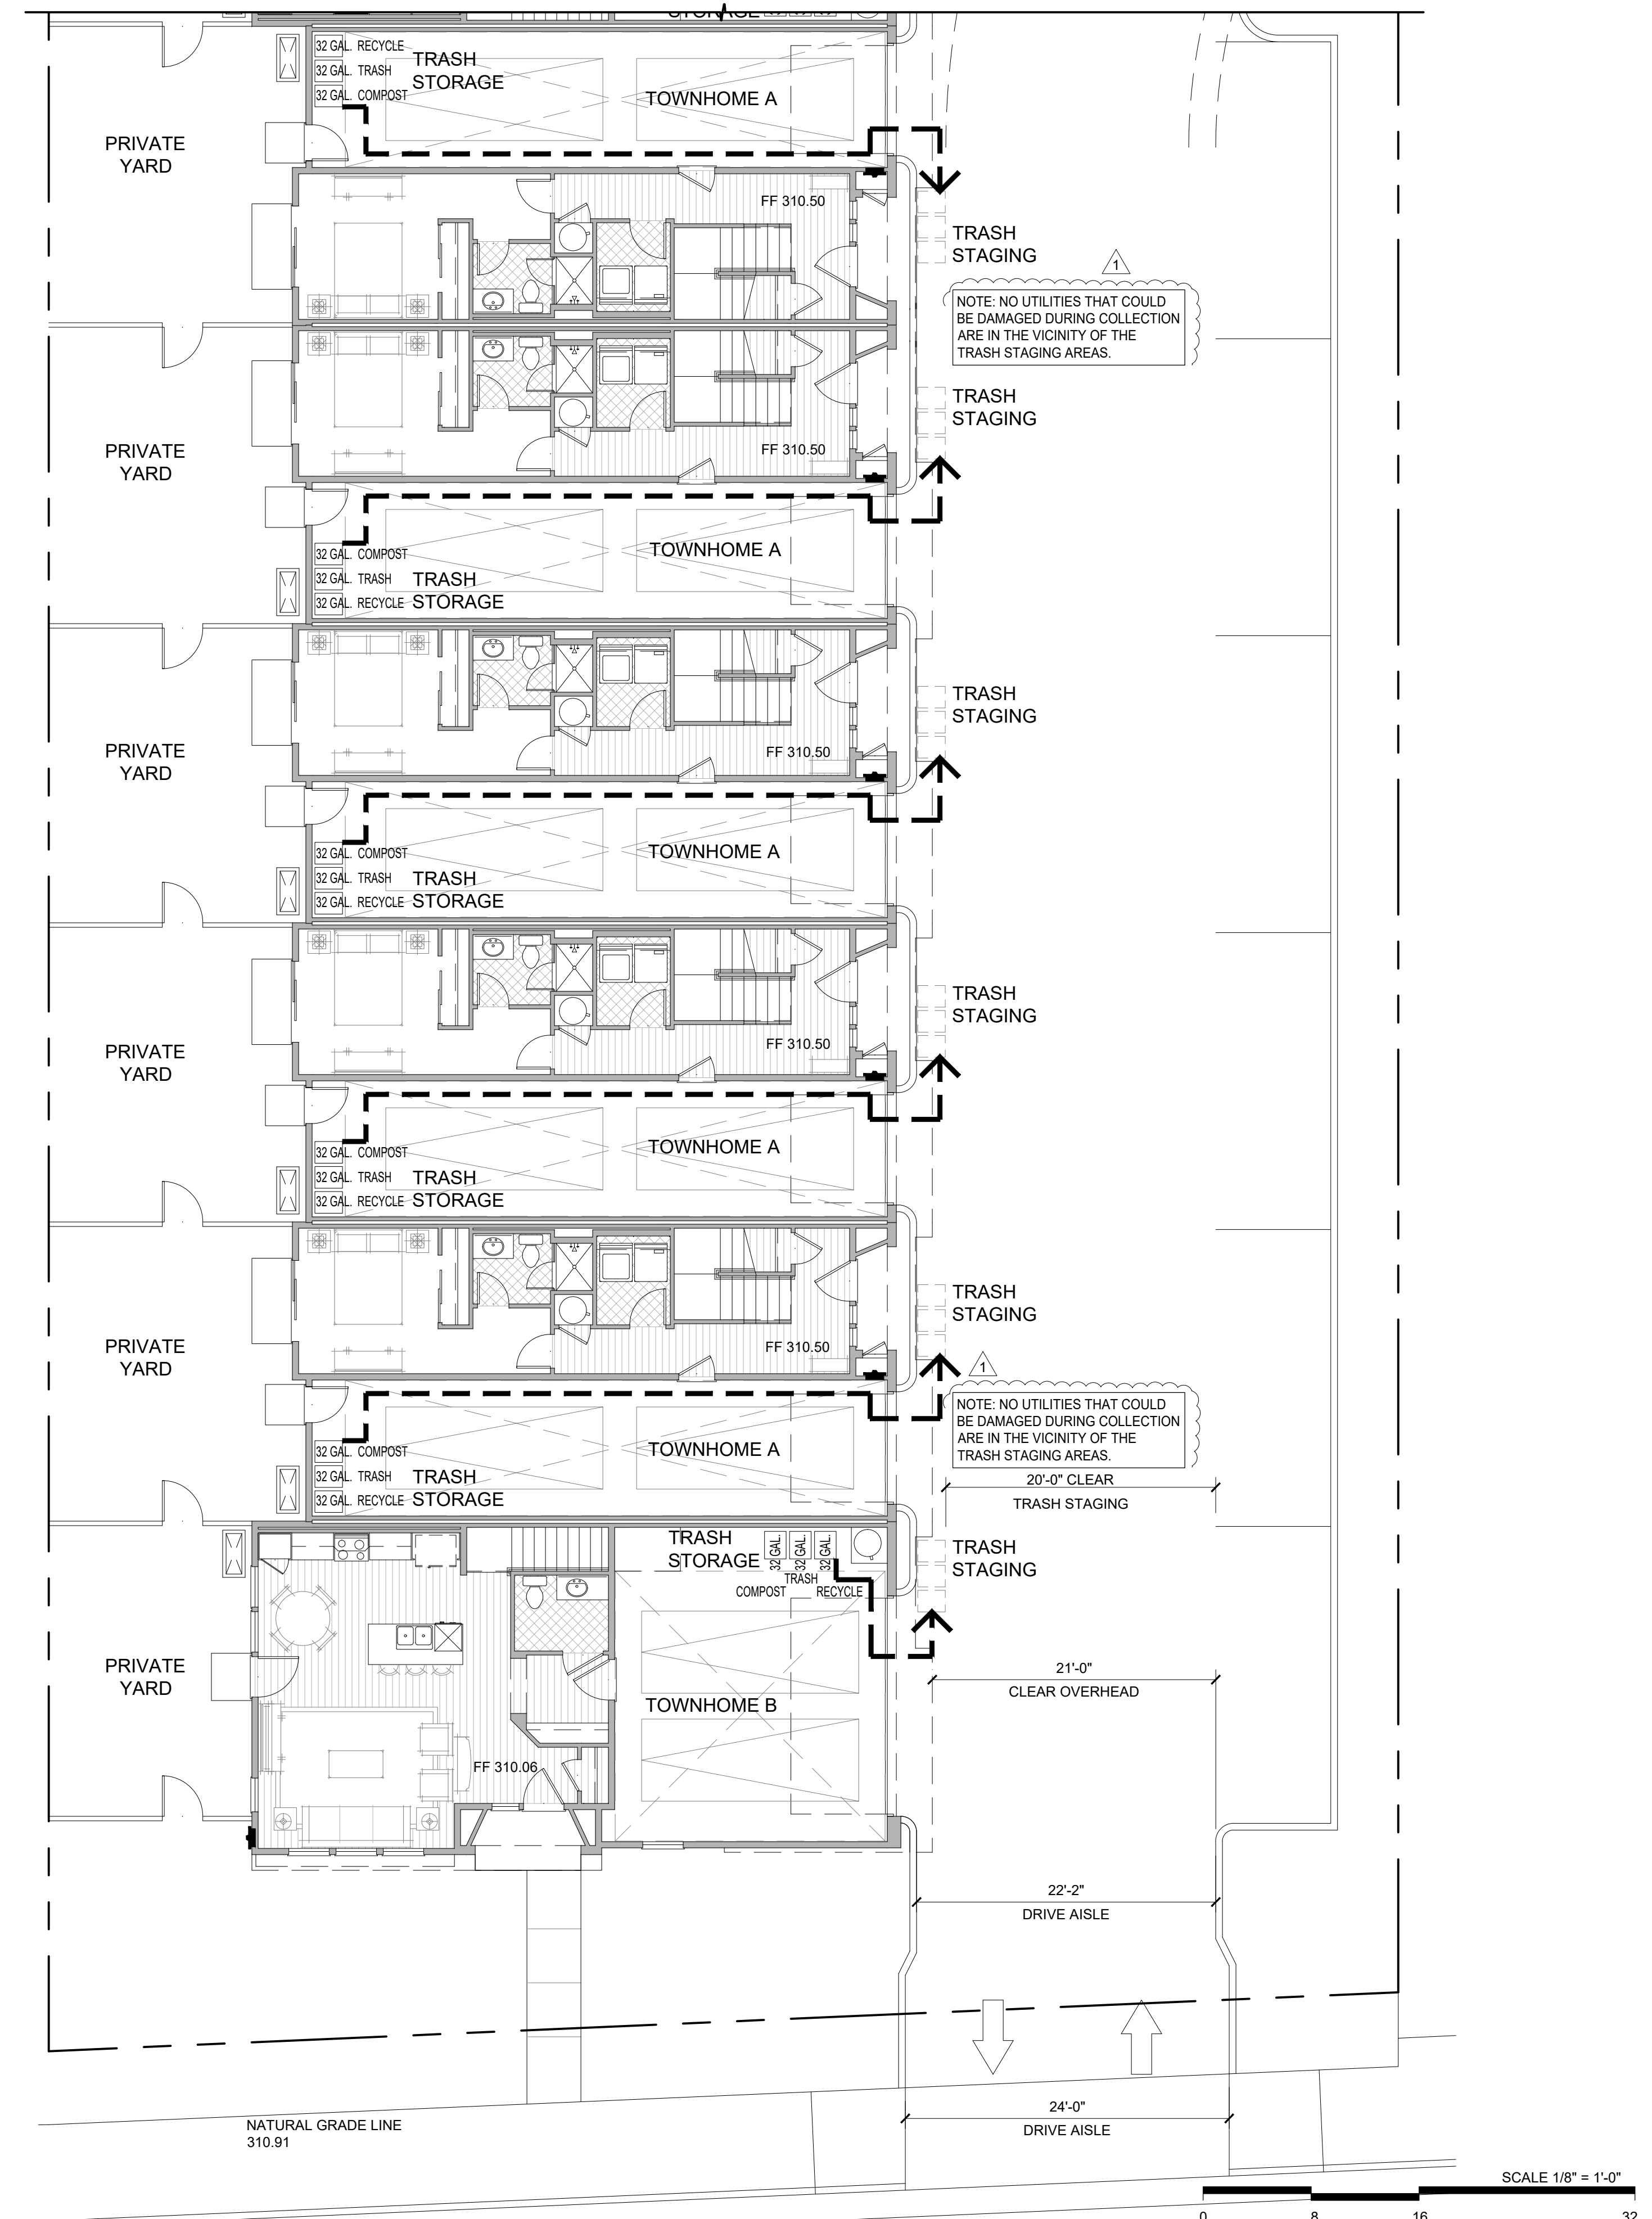 STORAGE
32 GAL. RECYCLE
32 GAL. TRASH
32 GAL. COMPOST
TRASH
STORAGE
TOWNHOME A
PRIVATE
YARD
FF 310.50
TRASH
STAGING
1
NOTE: NO UTILITIES THAT COULD
BE DAMAGED DURING COLLECTION
ARE IN THE VICINITY OF THE
TRASH STAGING AREAS.
TRASH
STAGING
PRIVATE
YARD
FF 310.50
TOWNHOME A
32 GAL. COMPOST
32 GAL. TRASH
32 GAL. RECYCLE
TRASH
STORAGE
TRASH
STAGING
PRIVATE
YARD
FF 310.50
TOWNHOME A
32 GAL. COMPOST
32 GAL. TRASH
32 GAL. RECYCLE
TRASH
STORAGE
TRASH
STAGING
PRIVATE
YARD
FF 310.50
TOWNHOME A
32 GAL. COMPOST
32 GAL. TRASH
32 GAL. RECYCLE
TRASH
STORAGE
TRASH
STAGING
PRIVATE
YARD
FF 310.50
1
NOTE: NO UTILITIES THAT COULD
BE DAMAGED DURING COLLECTION
ARE IN THE VICINITY OF THE
TRASH STAGING AREAS.
TOWNHOME A
32 GAL. COMPOST
32 GAL. TRASH
32 GAL. RECYCLE
TRASH
STORAGE
20'-0" CLEAR
TRASH STAGING
TRASH
STORAGE
32 GAL.
32 GAL.
32 GAL.
TRASH
COMPOST
RECYCLE
TRASH
STAGING
PRIVATE
YARD
21'-0"
CLEAR OVERHEAD
TOWNHOME B
FF 310.06
22'-2"
DRIVE AISLE
24'-0"
DRIVE AISLE
NATURAL GRADE LINE
310.91
SCALE 1/8" = 1'-0"
0 8 16 32